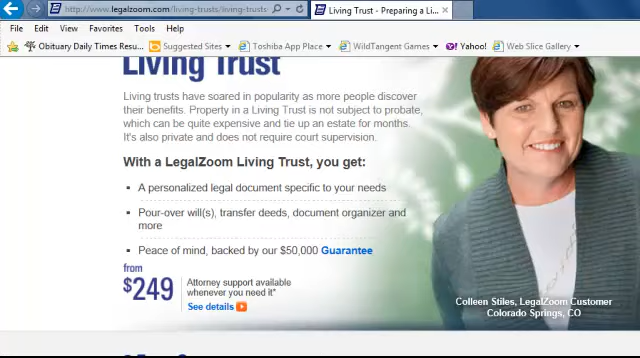 http://www.legalzoom.com/living-trusts/living-trusts
Living Trust - Preparing a Li...
File Edit View Favorites Tools Help
Obituary Daily Times Resu... Suggested Sites Toshiba App Place WildTangent Games Yahoo! Web Slice Gallery
Living Trust
Living trusts have soared in popularity as more people discover
their benefits. Property in a Living Trust is not subject to probate,
which can be quite expensive and tie up an estate for months.
It's also private and does not require court supervision.
With a LegalZoom Living Trust, you get:
A personalized legal document specific to your needs
Pour-over will(s), transfer deeds, document organizer and
more
Peace of mind, backed by our $50,000 Guarantee
from
$249
Attorney support available
whenever you need it*
See details
Colleen Stiles, LegalZoom Customer
Colorado Springs, CO